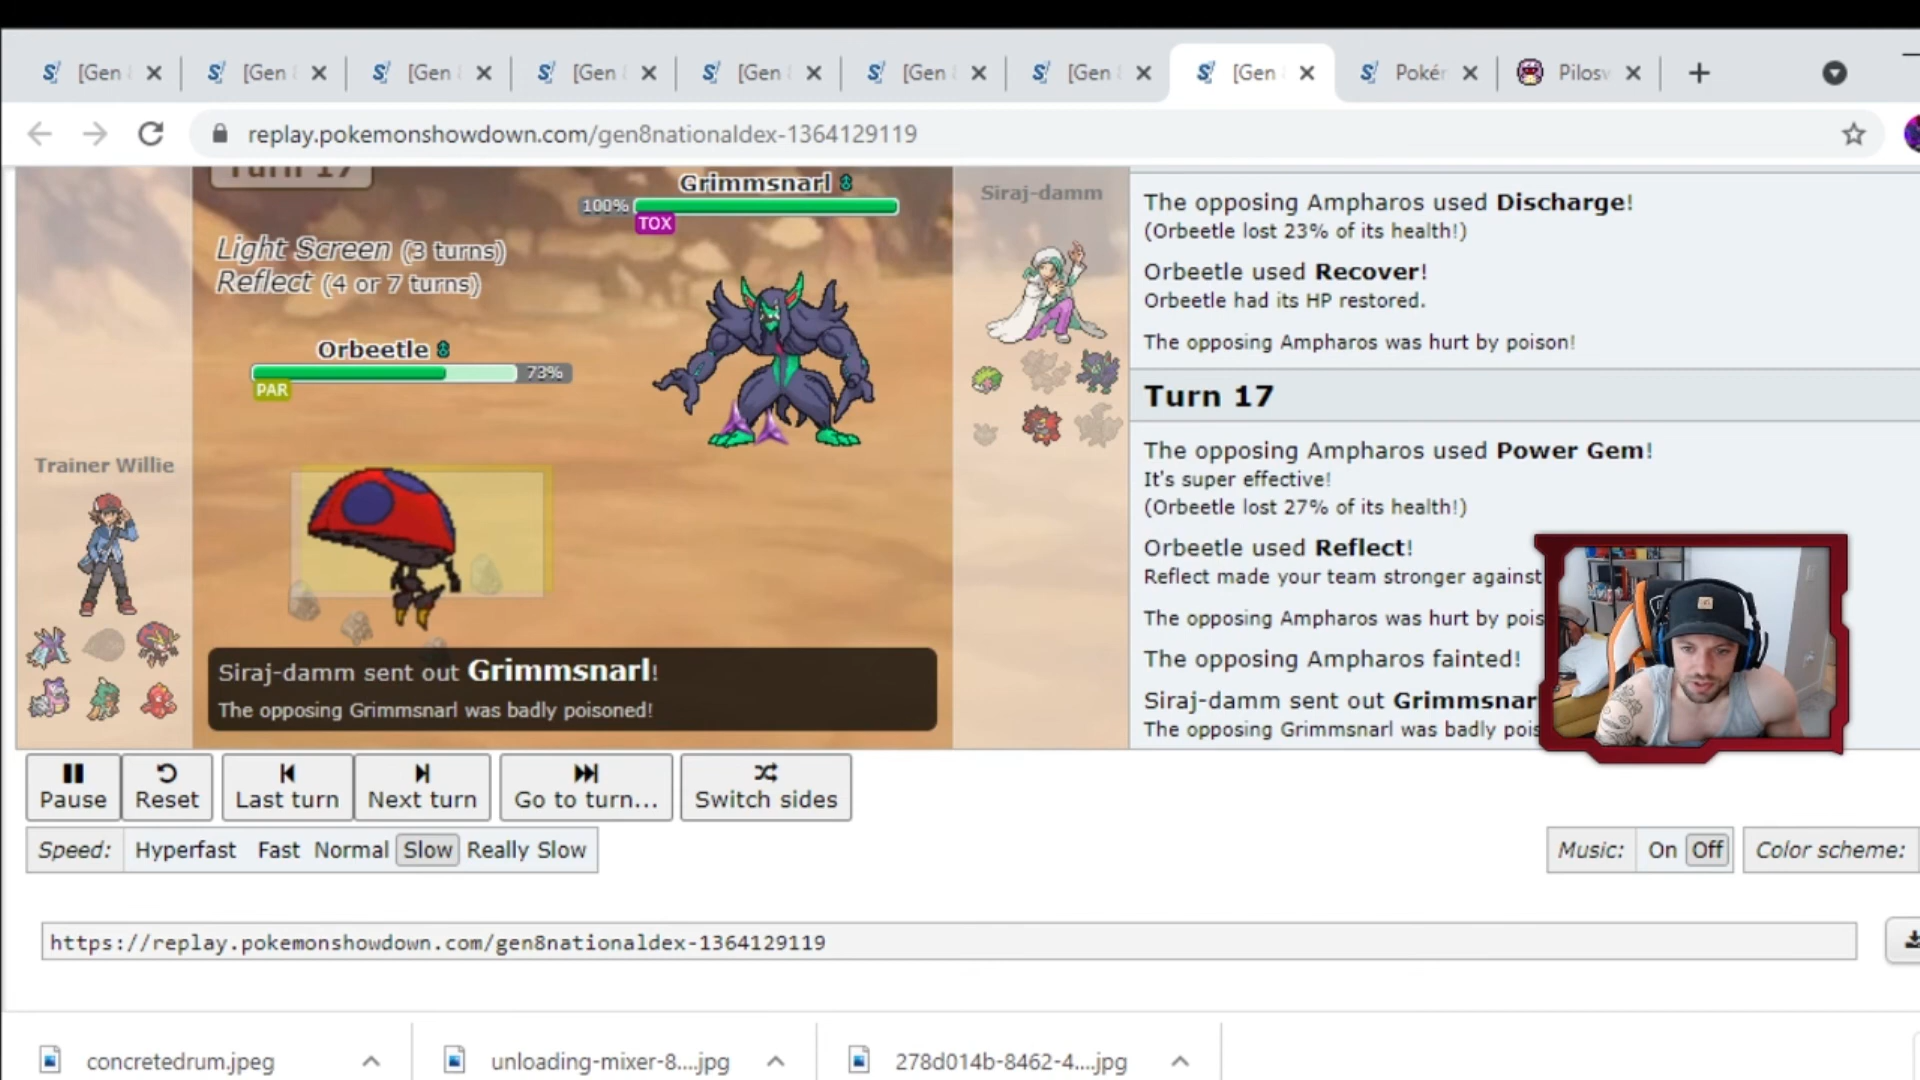 [Gen
[Gen
[Gen
[Gen
[Gen
[Gen
[Gen
[Gen
Pokér
Pilosw
replay.pokemonshowdown.com/gen8nationaldex-1364129119
Turn 17
Grimmsnarl
100%
TOX
Light Screen (3 turns)
Reflect (4 or 7 turns)
Orbeetle
73%
PAR
Trainer Willie
Siraj-damm
Siraj-damm sent out Grimmsnarl!
The opposing Grimmsnarl was badly poisoned!
The opposing Ampharos used Discharge!
(Orbeetle lost 23% of its health!)
Orbeetle used Recover!
Orbeetle had its HP restored.
The opposing Ampharos was hurt by poison!
Turn 17
The opposing Ampharos used Power Gem!
It's super effective!
(Orbeetle lost 27% of its health!)
Orbeetle used Reflect!
Reflect made your team stronger against
The opposing Ampharos was hurt by pois
The opposing Ampharos fainted!
Siraj-damm sent out Grimmsnar
The opposing Grimmsnarl was badly pois
Pause
Reset
Last turn
Next turn
Go to turn...
Switch sides
Speed: Hyperfast Fast Normal Slow Really Slow
Music: On Off
Color scheme:
https://replay.pokemonshowdown.com/gen8nationaldex-1364129119
concretedrum.jpeg
unloading-mixer-8....jpg
278d014b-8462-4....jpg